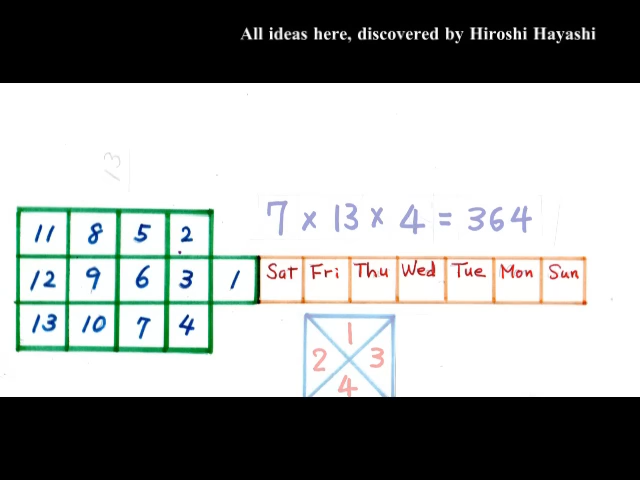 All ideas here, discovered by Hiroshi Hayashi
13
7 × 13 × 4 = 364
11 8 5 2
12 9 6 3 1 Sat Fri Thu Wed Tue Mon Sun
13 10 7 4
1
2 3
4